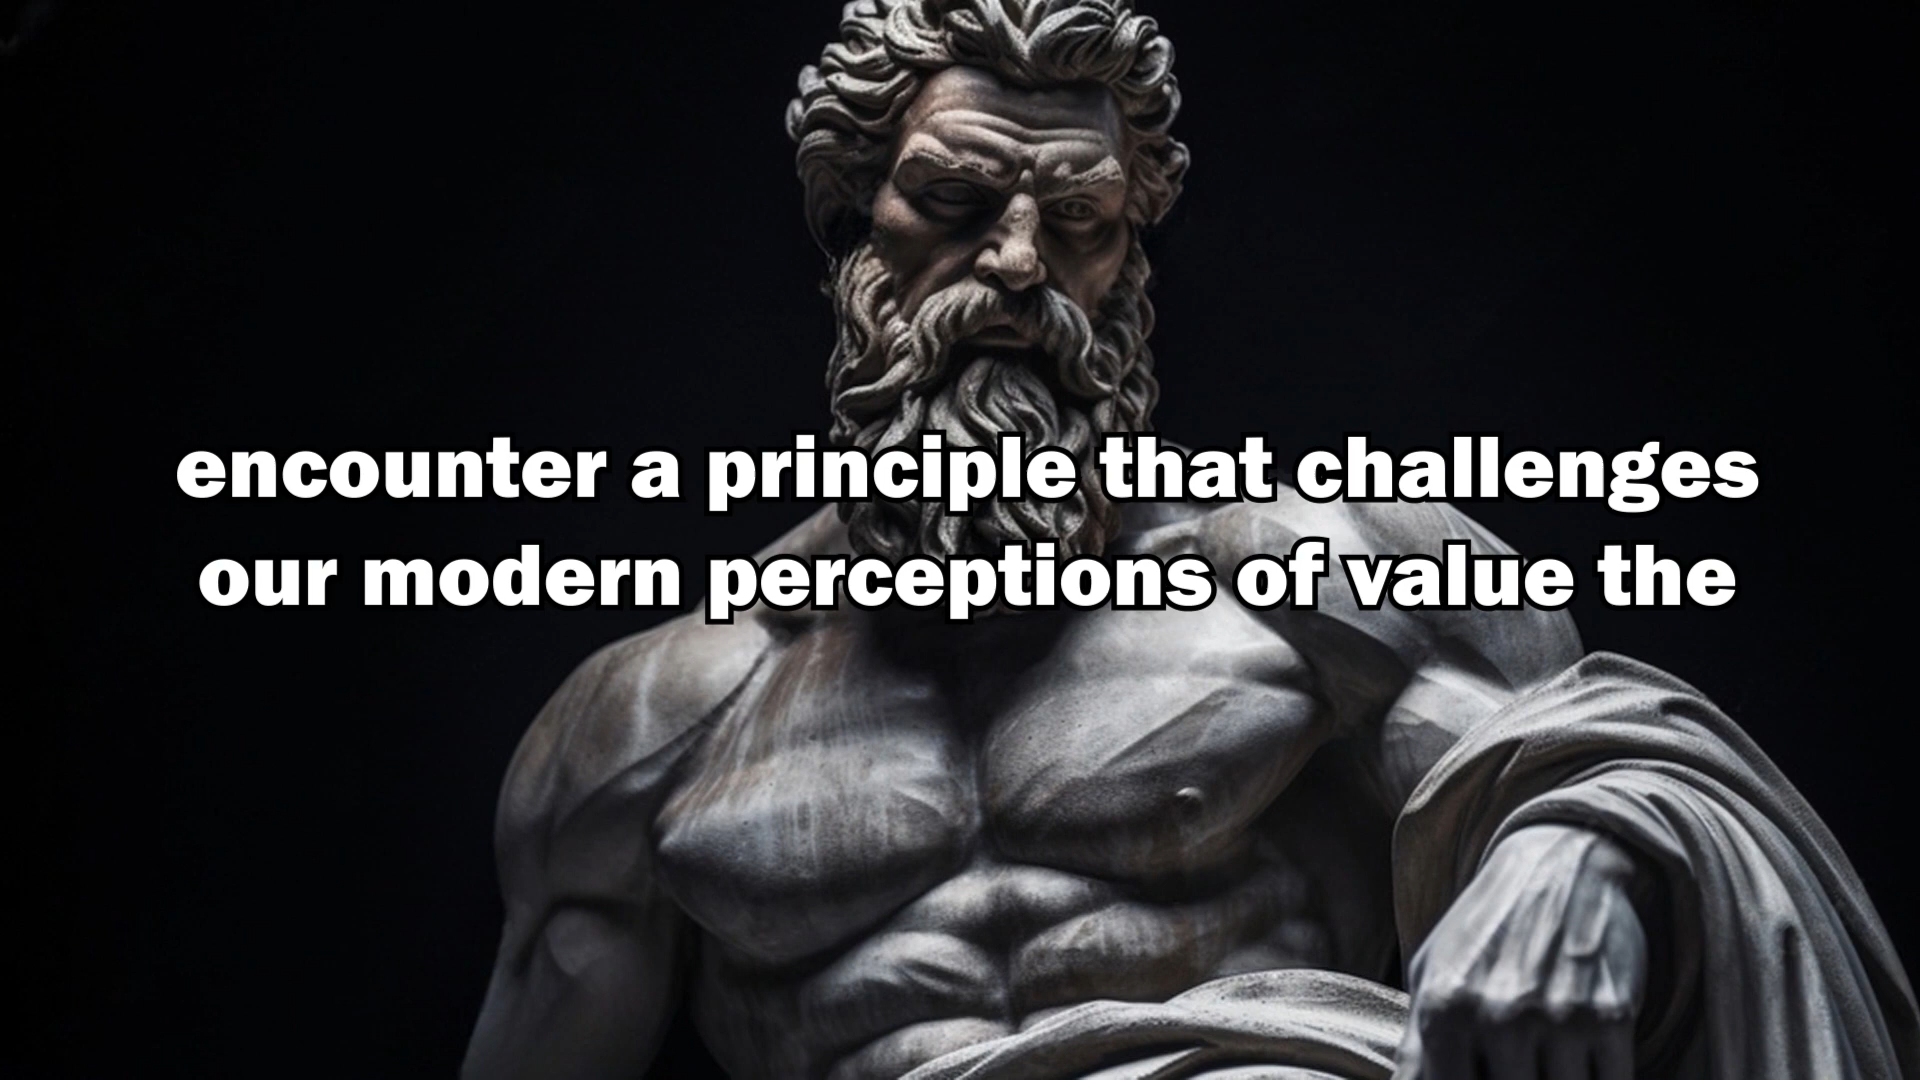 encounter a principle that challenges
our modern perceptions of value the